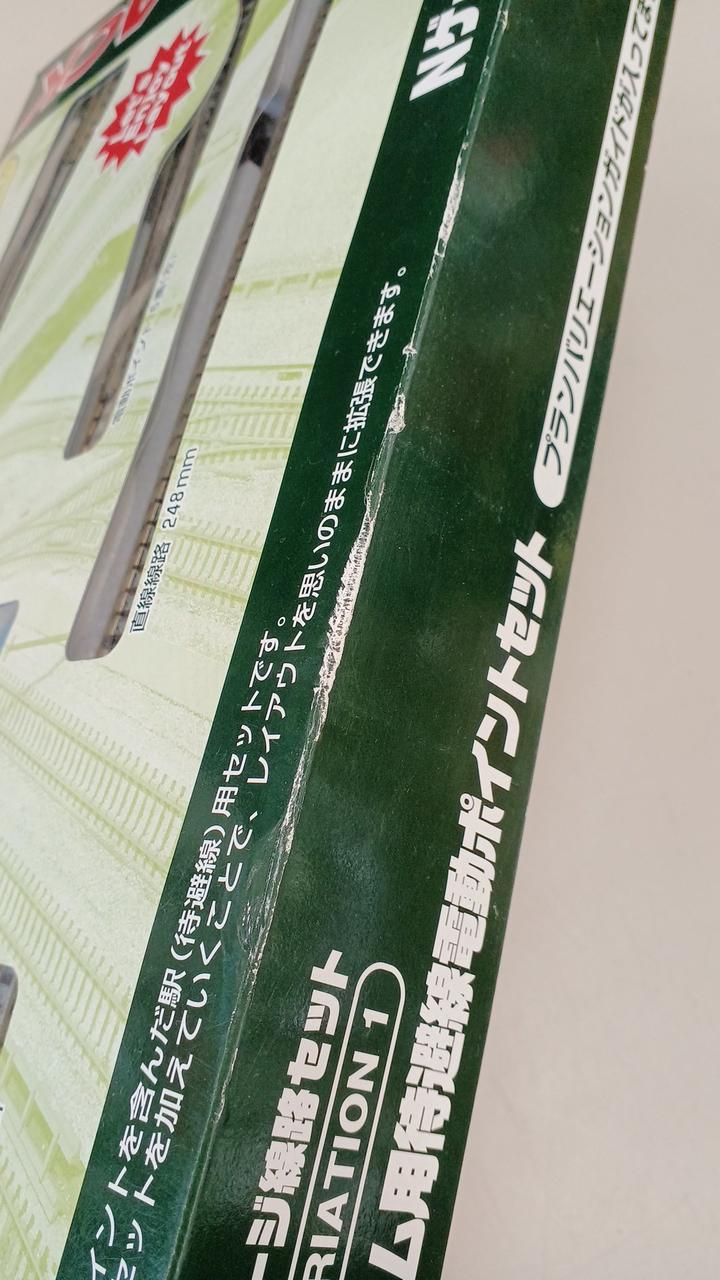 Nゲ
直線線路 248mm
イントを含んだ駅(待避線)用セットです。
セットを加えていくことで、レイアウトを思いのままに拡張できます。
ージ線路セット
RIATION 1
ム用待避線電動ポイントセット
プランバリエーションガイドが入ってま